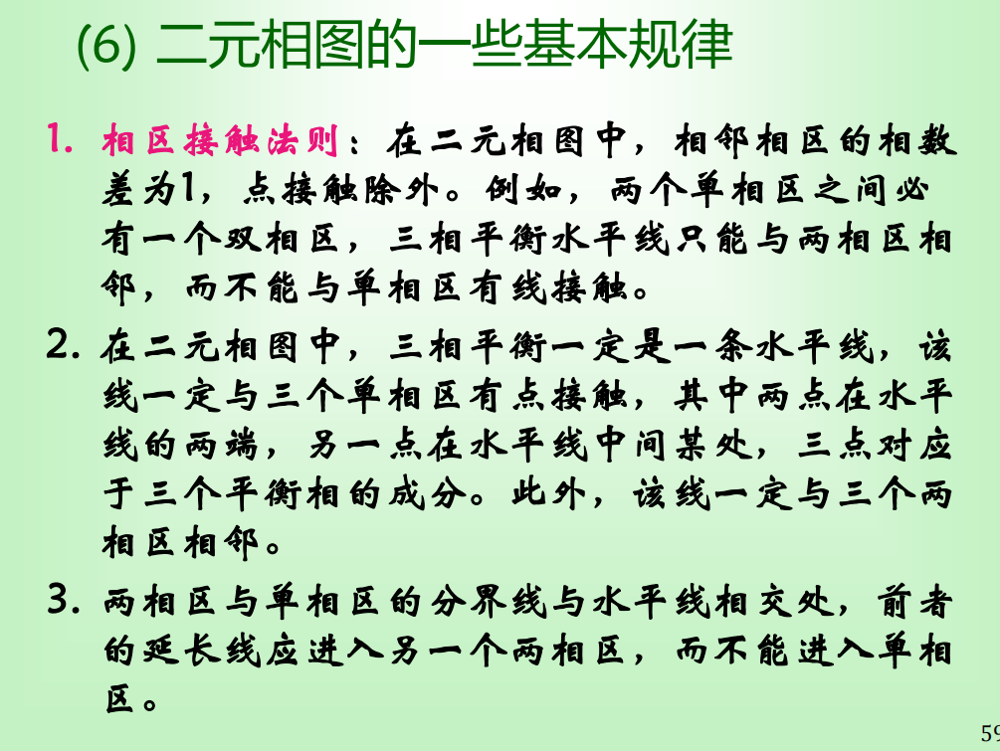 (6) 二元相图的一些基本规律
1. 相区接触法则：在二元相图中，相邻相区的相数
差为1，点接触除外。例如，两个单相区之间必
有一个双相区，三相平衡水平线只能与两相区相
邻，而不能与单相区有线接触。
2. 在二元相图中，三相平衡一定是一条水平线，该
线一定与三个单相区有点接触，其中两点在水平
线的两端，另一点在水平线中间某处，三点对应
于三个平衡相的成分。此外，该线一定与三个两
相区相邻。
3. 两相区与单相区的分界线与水平线相交处，前者
的延长线应进入另一个两相区，而不能进入单相
区。
59